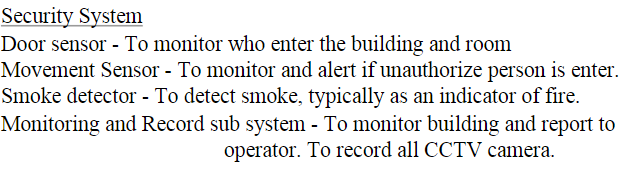 Security System
Door sensor - To monitor who enter the building and room
Movement Sensor - To monitor and alert if unauthorize person is enter.
Smoke detector - To detect smoke, typically as an indicator of fire.
Monitoring and Record sub system - To monitor building and report to
operator. To record all CCTV camera.